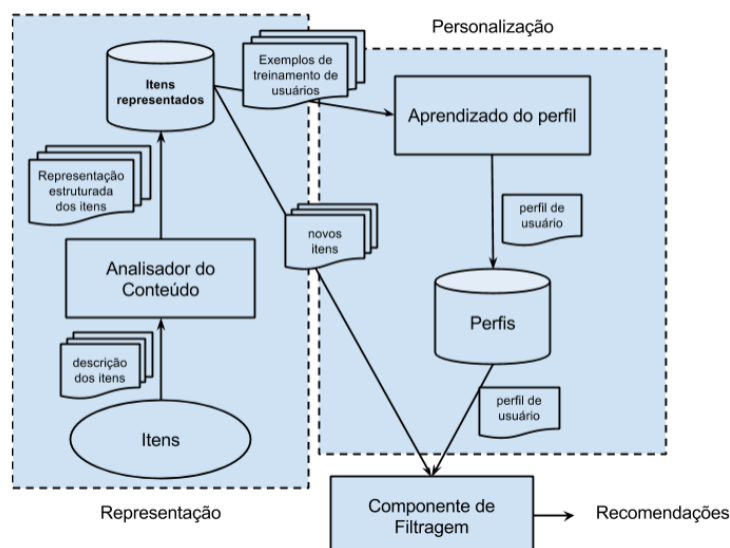 Personalização
Exemplos de
treinamento de
usuários
Itens
representados
Aprendizado do perfil
Representação
estruturada
dos itens
perfil de
usuário
novos
itens
Analisador do
Conteúdo
Perfis
descrição
dos itens
perfil de
usuário
Itens
Componente de
Filtragem
Recomendações
Representação